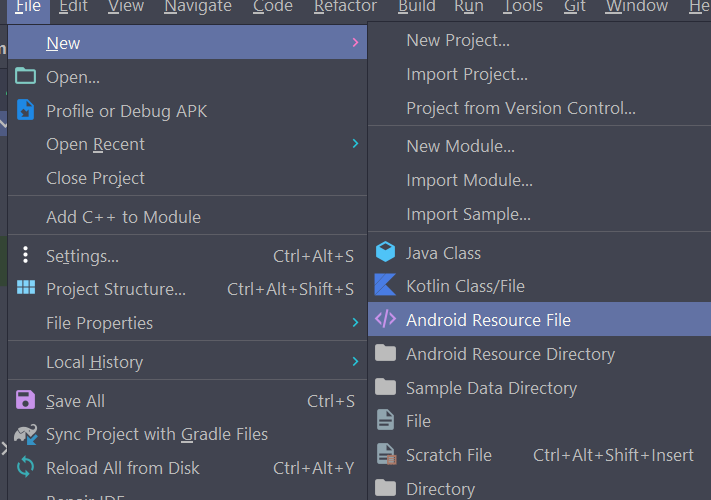 File Edit View Navigate Code Refactor Build Run Tools Git Window
New
Open...
Profile or Debug APK
Open Recent
Close Project
Add C++ to Module
Settings... Ctrl+Alt+S
Project Structure... Ctrl+Alt+Shift+S
File Properties
Local History
Save All Ctrl+S
Sync Project with Gradle Files
Reload All from Disk Ctrl+Alt+Y
Repair IDE
New Project...
Import Project...
Project from Version Control...
New Module...
Import Module...
Import Sample...
Java Class
Kotlin Class/File
Android Resource File
Android Resource Directory
Sample Data Directory
File
Scratch File Ctrl+Alt+Shift+Insert
Directory